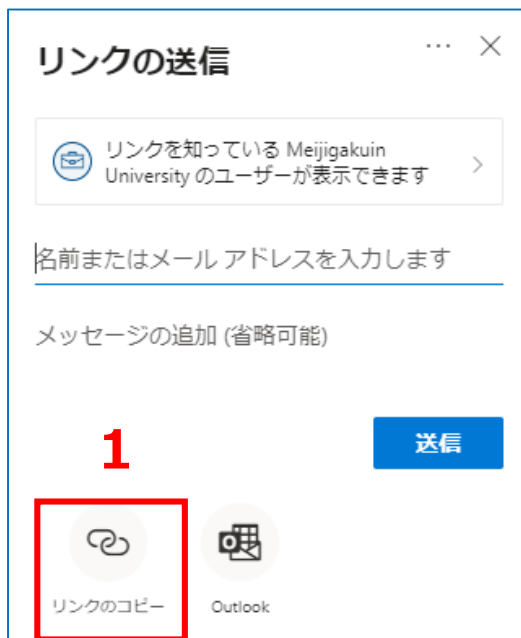 リンクの送信
リンクを知っている Meijigakuin
University のユーザーが表示できます
名前またはメール アドレスを入力します
メッセージの追加 (省略可能)
送信
1
リンクのコピー
Outlook